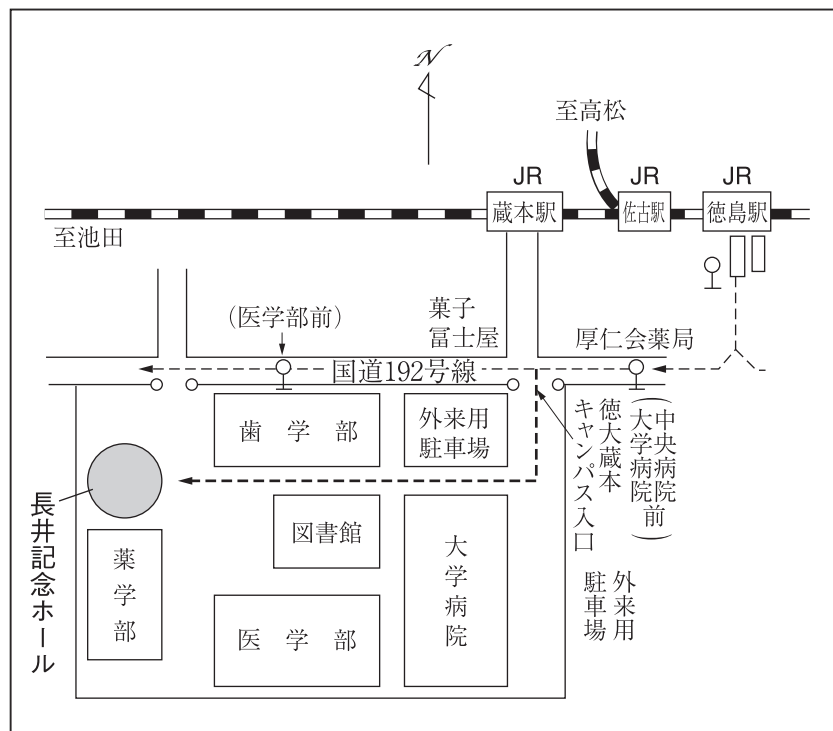 N
至高松
JR
JR
JR
蔵本駅
佐古駅
徳島駅
至池田
(医学部前)
菓子
冨士屋
厚仁会薬局
国道192号線
歯学部
外来用
駐車場
徳大蔵本
キャンパス入口
(中央病院
大学病院前)
長井記念ホール
図書館
大学病院
薬学部
医学部
外来用
駐車場